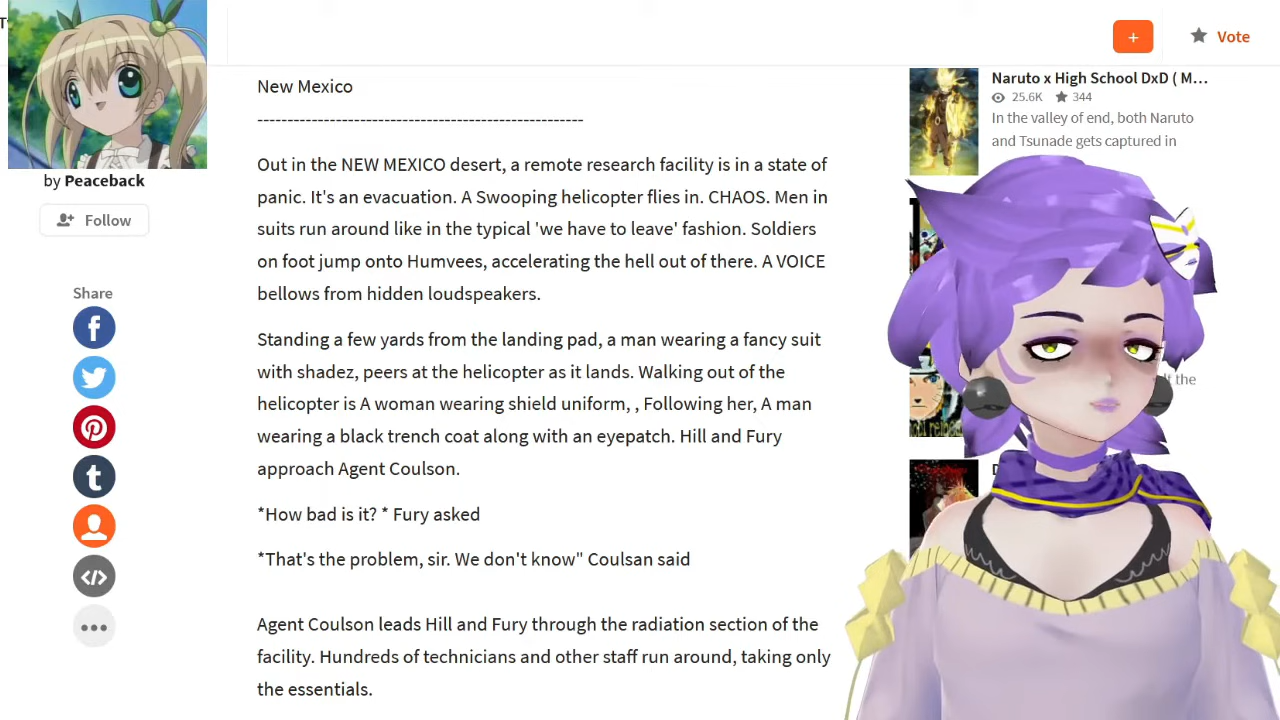 T
+
Vote
by Peaceback
Follow
Share
New Mexico
------------------------------------------------------
Out in the NEW MEXICO desert, a remote research facility is in a state of
panic. It's an evacuation. A Swooping helicopter flies in. CHAOS. Men in
suits run around like in the typical 'we have to leave' fashion. Soldiers
on foot jump onto Humvees, accelerating the hell out of there. A VOICE
bellows from hidden loudspeakers.
Standing a few yards from the landing pad, a man wearing a fancy suit
with shadez, peers at the helicopter as it lands. Walking out of the
helicopter is A woman wearing shield uniform, , Following her, A man
wearing a black trench coat along with an eyepatch. Hill and Fury
approach Agent Coulson.
*How bad is it? * Fury asked
*That's the problem, sir. We don't know" Coulsan said
Agent Coulson leads Hill and Fury through the radiation section of the
facility. Hundreds of technicians and other staff run around, taking only
the essentials.
Naruto x High School DxD ( M...
25.6K 344
In the valley of end, both Naruto
and Tsunade gets captured in
the
D